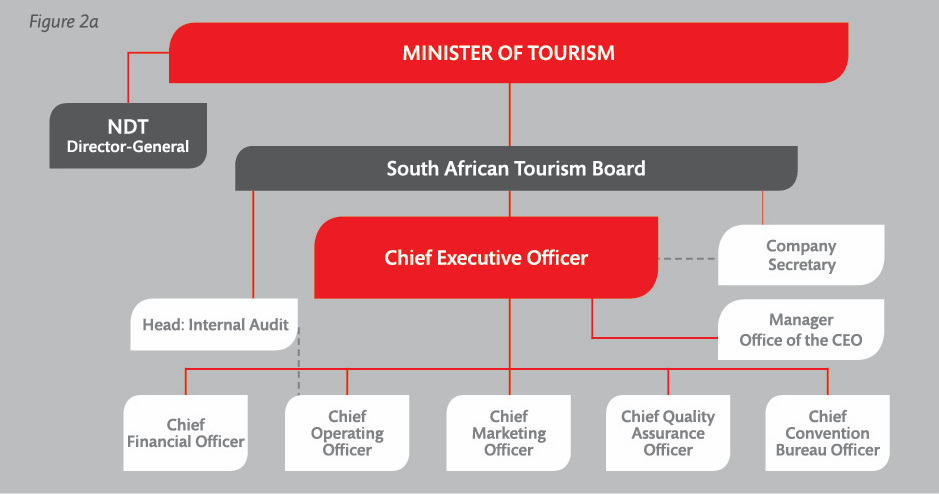 Figure 2a
MINISTER OF TOURISM
NDT
Director-General
South African Tourism Board
Chief Executive Officer
Company
Secretary
Head: Internal Audit
Manager
Office of the CEO
Chief
Financial Officer
Chief
Operating
Officer
Chief
Marketing
Officer
Chief Quality
Assurance
Officer
Chief
Convention
Bureau Officer